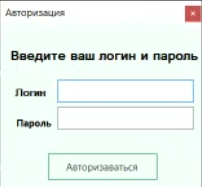 Авторизация
Введите ваш логин и пароль
Логин
Пароль
Авторизаваться